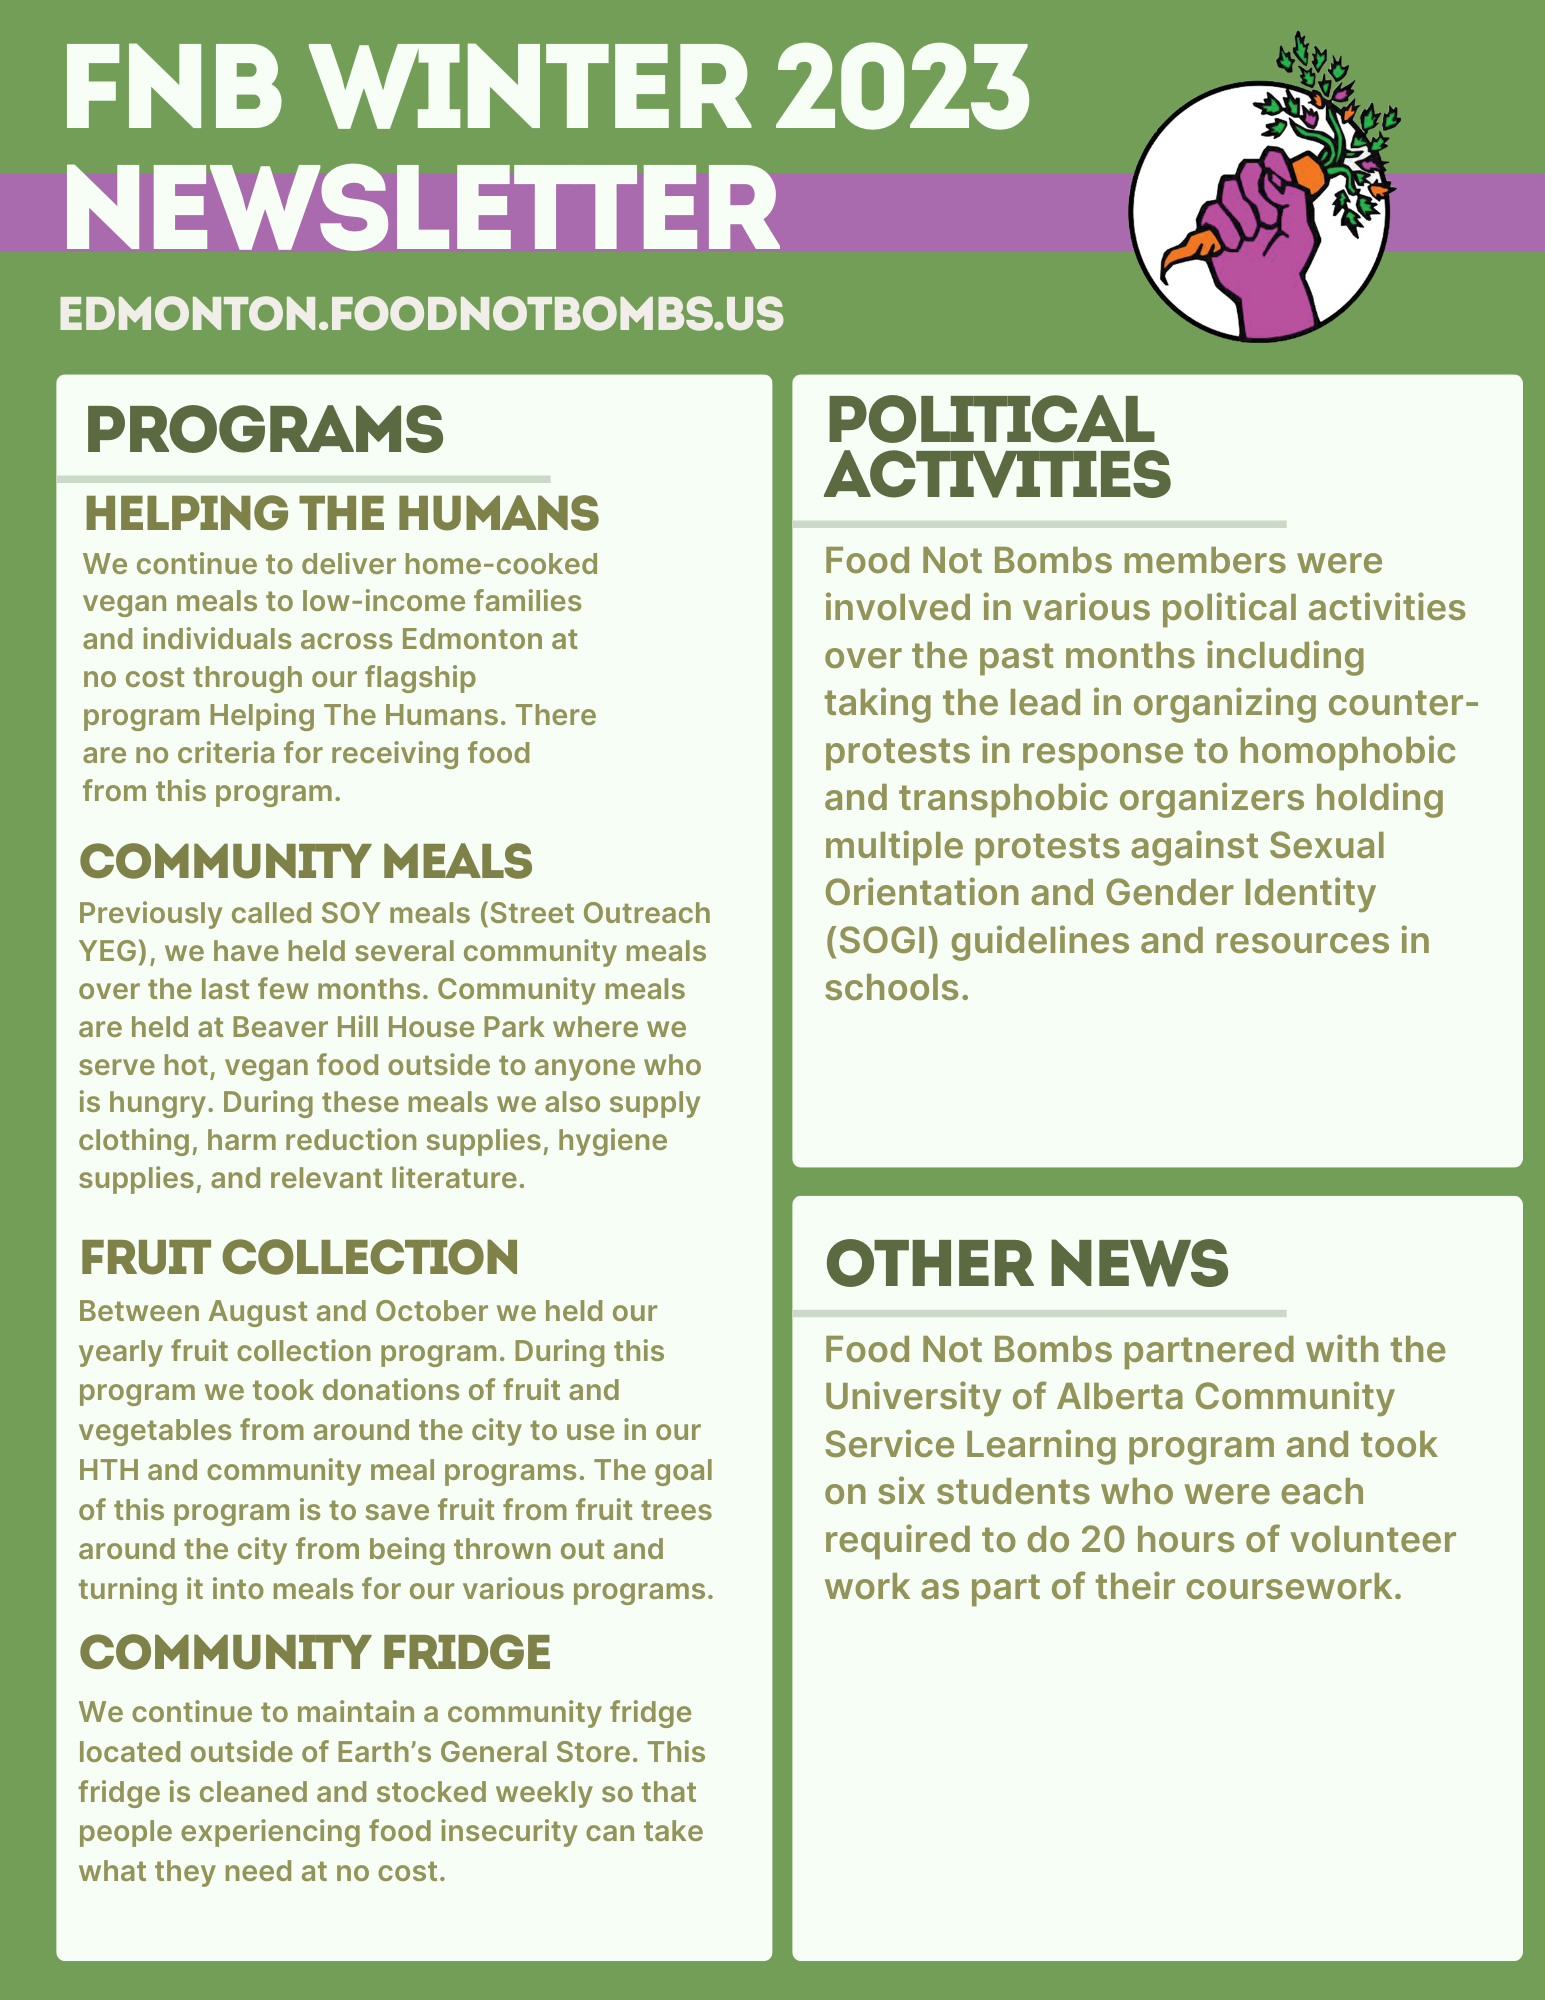 FNB WINTER 2023
NEWSLETTER
EDMONTON.FOODNOTBOMBS.US
PROGRAMS
HELPING THE HUMANS
We continue to deliver home-cooked
vegan meals to low-income families
and individuals across Edmonton at
no cost through our flagship
program Helping The Humans. There
are no criteria for receiving food
from this program.
COMMUNITY MEALS
Previously called SOY meals (Street Outreach
YEG), we have held several community meals
over the last few months. Community meals
are held at Beaver Hill House Park where we
serve hot, vegan food outside to anyone who
is hungry. During these meals we also supply
clothing, harm reduction supplies, hygiene
supplies, and relevant literature.
FRUIT COLLECTION
Between August and October we held our
yearly fruit collection program. During this
program we took donations of fruit and
vegetables from around the city to use in our
HTH and community meal programs. The goal
of this program is to save fruit from fruit trees
around the city from being thrown out and
turning it into meals for our various programs.
COMMUNITY FRIDGE
We continue to maintain a community fridge
located outside of Earth’s General Store. This
fridge is cleaned and stocked weekly so that
people experiencing food insecurity can take
what they need at no cost.
POLITICAL
ACTIVITIES
Food Not Bombs members were
involved in various political activities
over the past months including
taking the lead in organizing counter-
protests in response to homophobic
and transphobic organizers holding
multiple protests against Sexual
Orientation and Gender Identity
(SOGI) guidelines and resources in
schools.
OTHER NEWS
Food Not Bombs partnered with the
University of Alberta Community
Service Learning program and took
on six students who were each
required to do 20 hours of volunteer
work as part of their coursework.